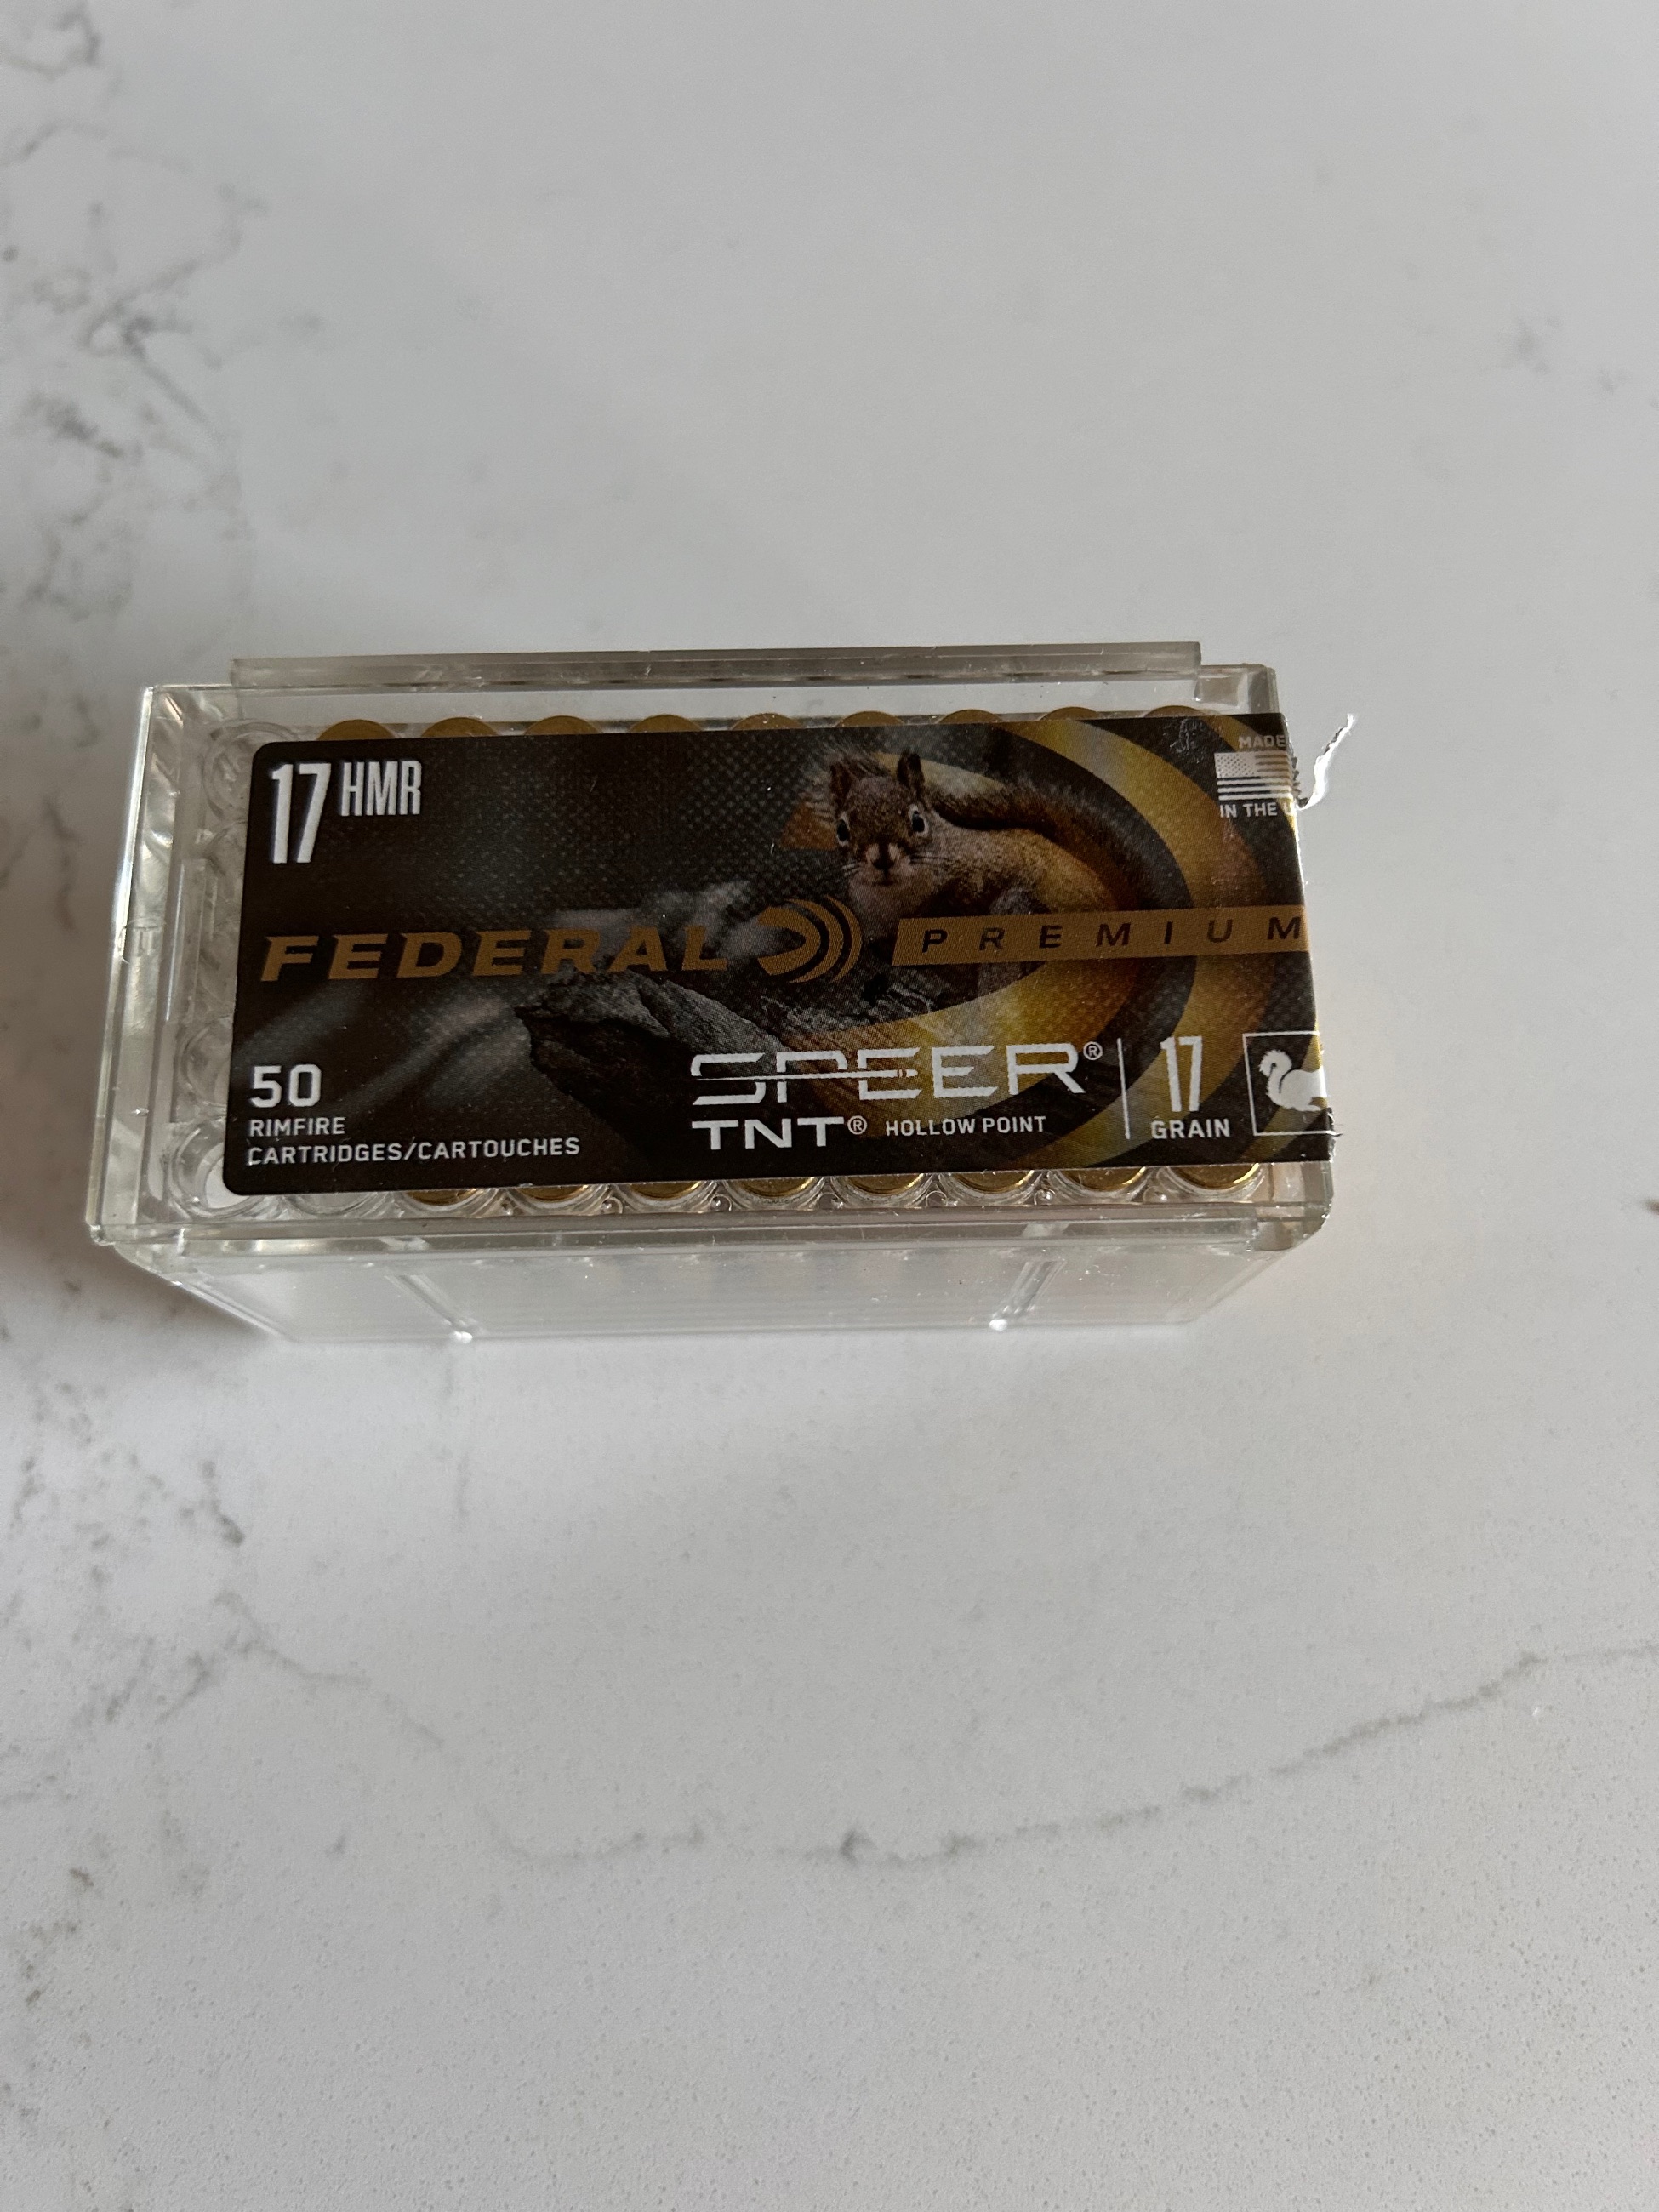 17 HMR
MADE
IN THE
FEDERAL PREMIUM
50
RIMFIRE
CARTRIDGES/CARTOUCHES
SPEER®
TNT® HOLLOW POINT
17
GRAIN